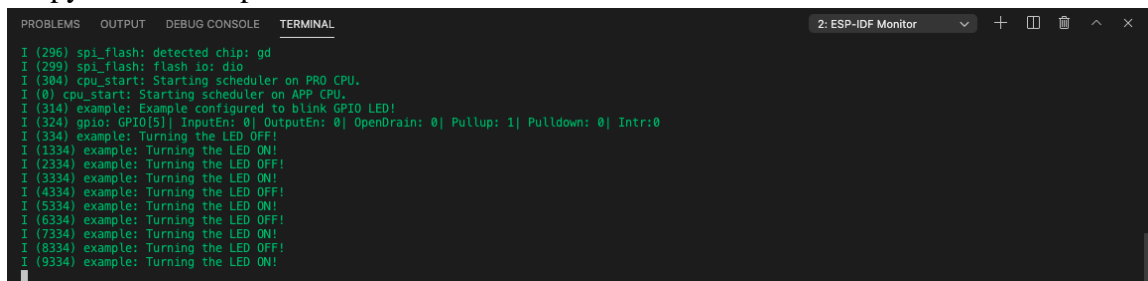 PROBLEMS OUTPUT DEBUG CONSOLE TERMINAL 2: ESP-IDF Monitor
I (296) spi_flash: detected chip: gd
I (299) spi_flash: flash io: dio
I (304) cpu_start: Starting scheduler on PRO CPU.
I (0) cpu_start: Starting scheduler on APP CPU.
I (314) example: Example configured to blink GPIO LED!
I (324) gpio: GPIO[5]| InputEn: 0| OutputEn: 0| OpenDrain: 0| Pullup: 1| Pulldown: 0| Intr:0
I (334) example: Turning the LED OFF!
I (1334) example: Turning the LED ON!
I (2334) example: Turning the LED OFF!
I (3334) example: Turning the LED ON!
I (4334) example: Turning the LED OFF!
I (5334) example: Turning the LED ON!
I (6334) example: Turning the LED OFF!
I (7334) example: Turning the LED ON!
I (8334) example: Turning the LED OFF!
I (9334) example: Turning the LED ON!